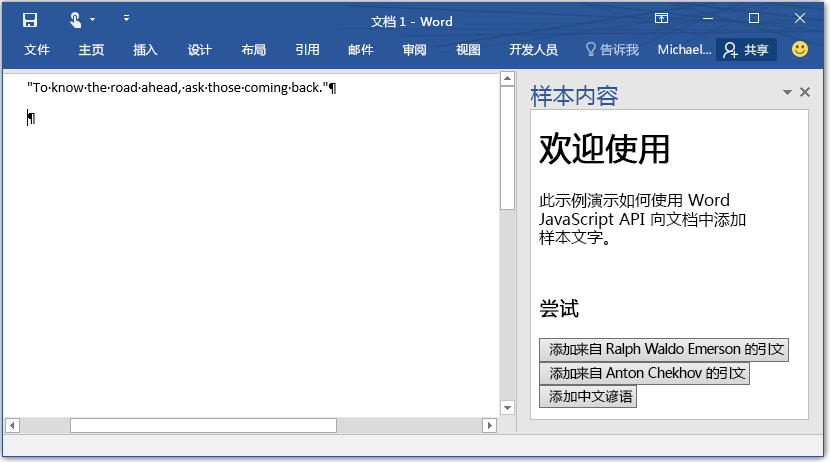 文档 1 - Word
文件 主页 插入 设计 布局 引用 邮件 审阅 视图 开发人员 告诉我 Michael... 共享
"To·know·the·road·ahead,·ask·those·coming·back."¶
¶
样本内容
欢迎使用
此示例演示如何使用 Word
JavaScript API 向文档中添加
样本文字。
尝试
添加来自 Ralph Waldo Emerson 的引文
添加来自 Anton Chekhov 的引文
添加中文谚语